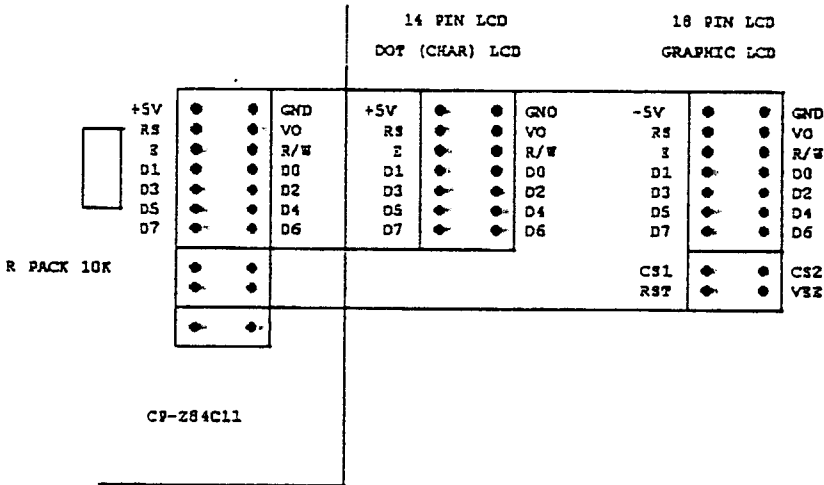 14 PIN LCD 18 PIN LCD
DOT (CHAR) LCD GRAPHIC LCD
+5V GND +5V GND -5V GND
RS VO RS VO RS VO
E R/W E R/W E R/W
D1 D0 D1 D0 D1 D0
D3 D2 D3 D2 D3 D2
D5 D4 D5 D4 D5 D4
D7 D6 D7 D6 D7 D6
R PACK 10K CS1 CS2
RST VEE
CP-Z84C11